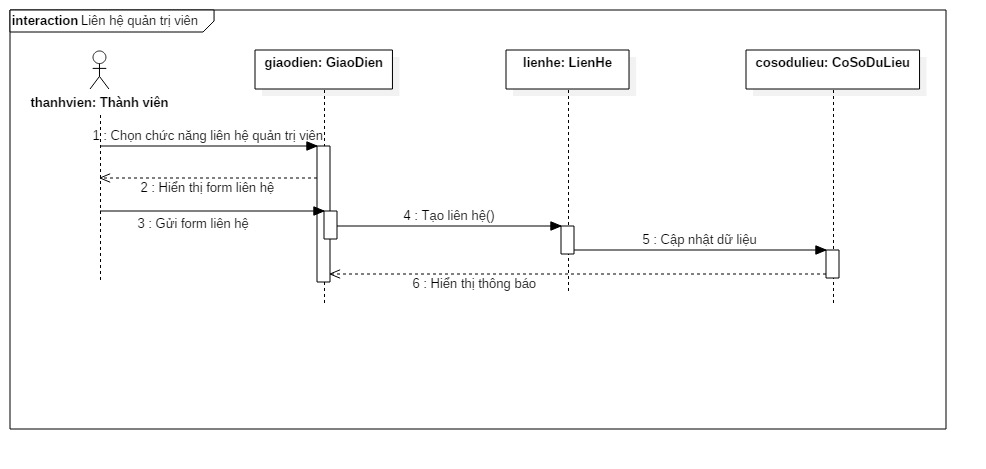 interaction Liên hệ quản trị viên
giaodien: GiaoDien
lienhe: LienHe
cosodulieu: CoSoDuLieu
thanhvien: Thành viên
1 : Chọn chức năng liên hệ quản trị viên
2 : Hiển thị form liên hệ
3 : Gửi form liên hệ
4 : Tạo liên hệ()
5 : Cập nhật dữ liệu
6 : Hiển thị thông báo